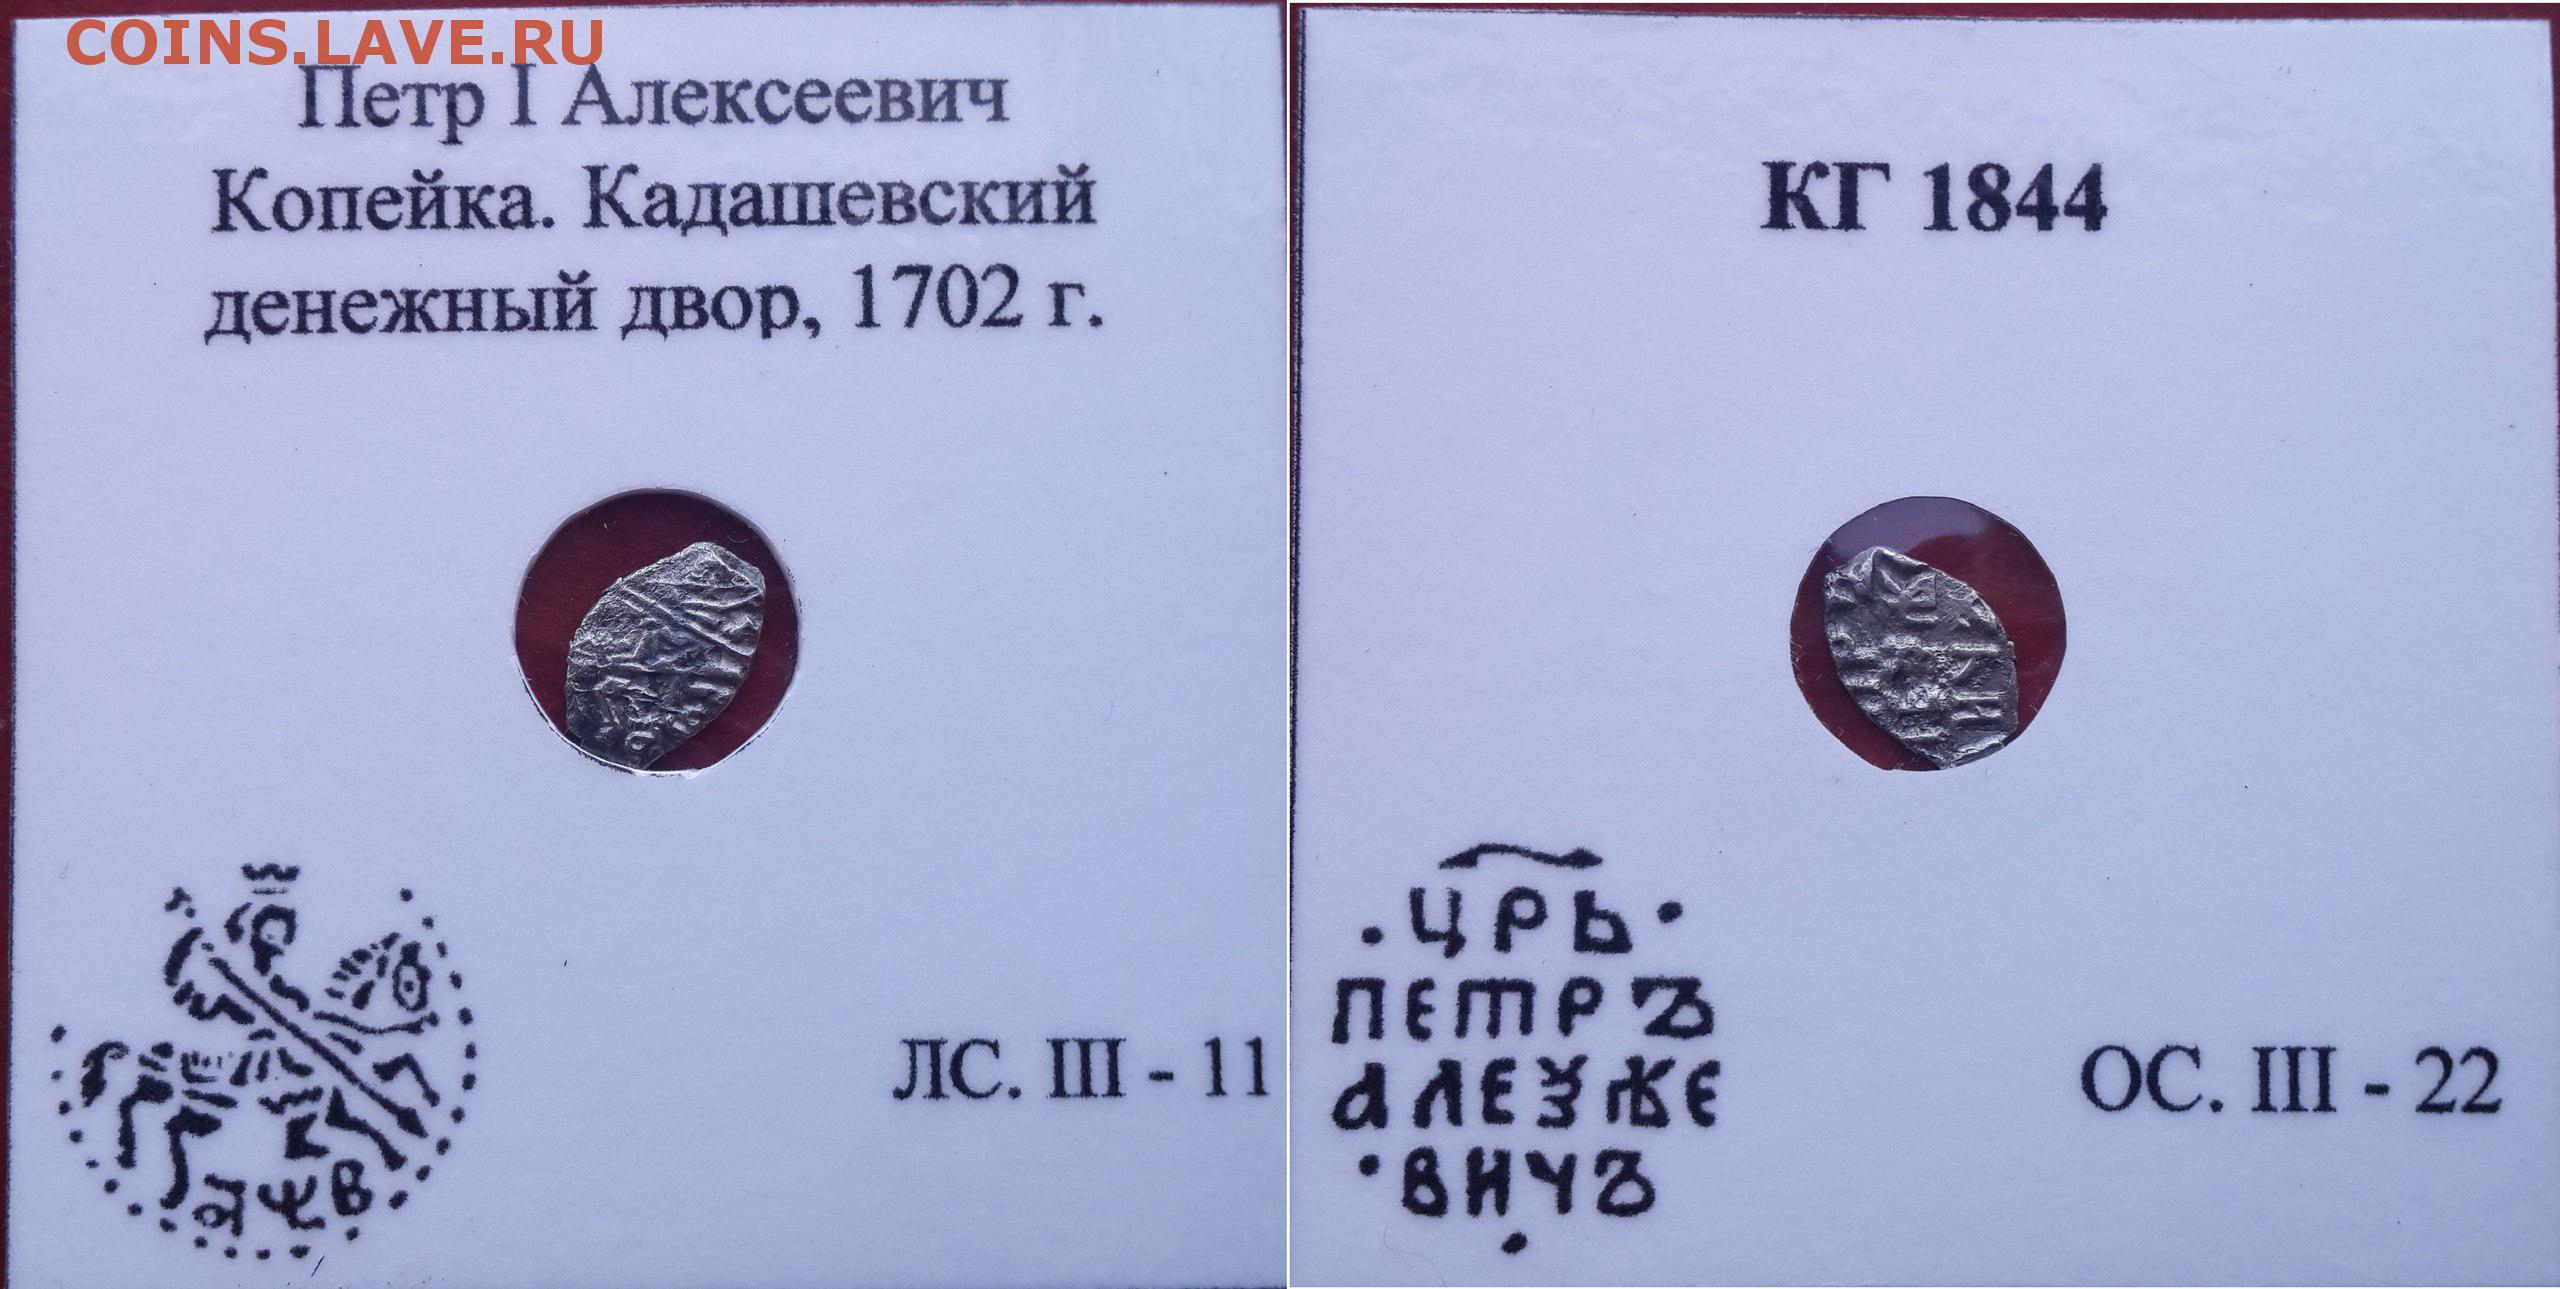 COINS.LAVE.RU
Петр I Алексеевич
Копейка. Кадашевский
денежный двор, 1702 г.
ЛС. III - 11
КГ 1844
.ЦРЬ.
ПЕТРЪ
АЛЕѮѢЕ
·ВИЧЪ
ОС. III - 22